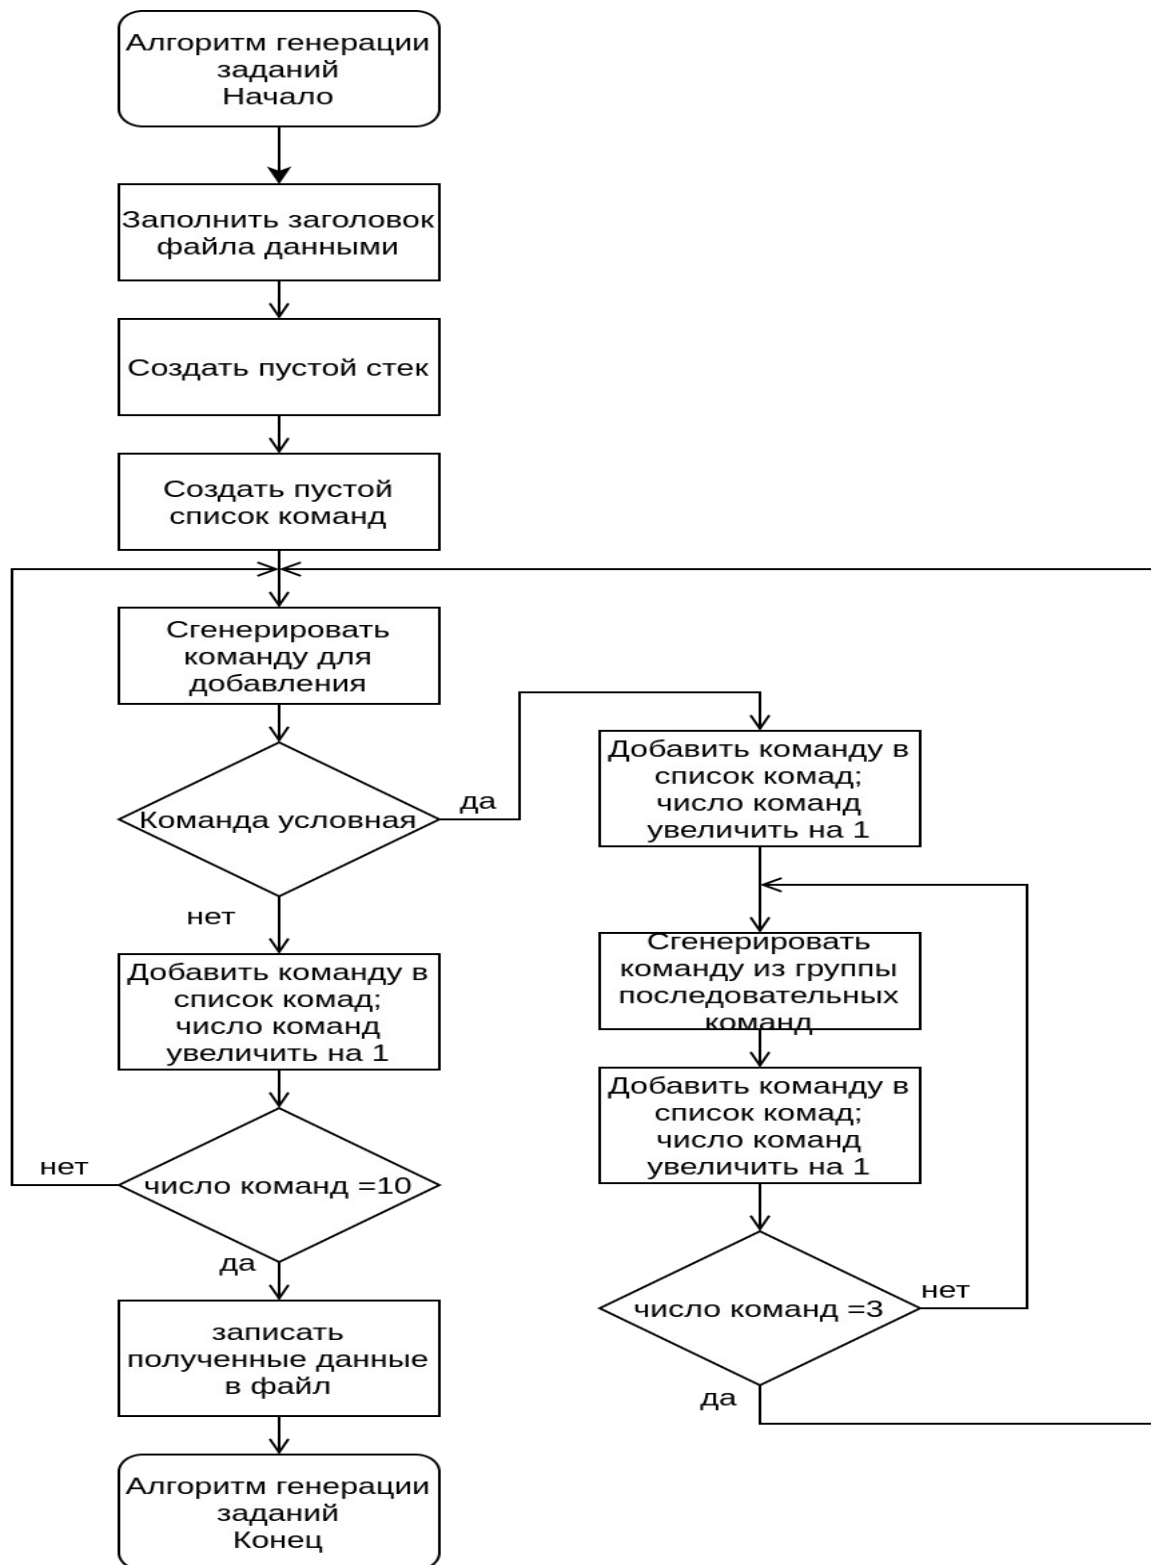 Алгоритм генерации
заданий
Начало
Заполнить заголовок
файла данными
Создать пустой стек
Создать пустой
список команд
Сгенерировать
команду для
добавления
Команда условная
да
нет
Добавить команду в
список комад;
число команд
увеличить на 1
число команд =10
нет
да
записать
полученные данные
в файл
Алгоритм генерации
заданий
Конец
Добавить команду в
список комад;
число команд
увеличить на 1
Сгенерировать
команду из группы
последовательных
команд
Добавить команду в
список комад;
число команд
увеличить на 1
число команд =3
нет
да